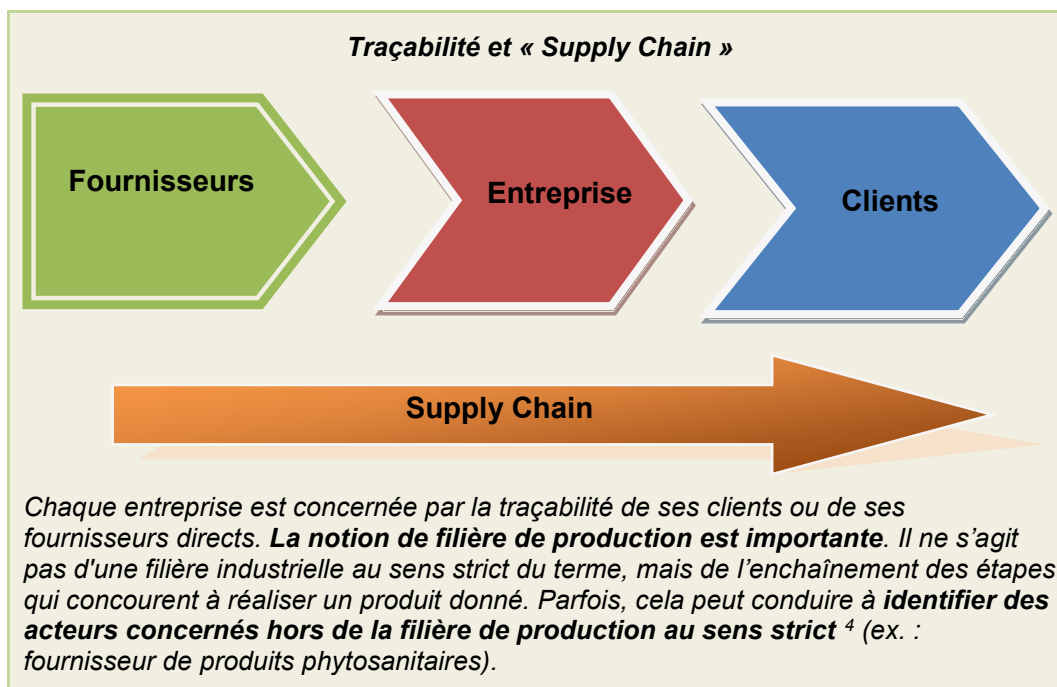 Traçabilité et « Supply Chain »
Fournisseurs
Entreprise
Clients
Supply Chain
Chaque entreprise est concernée par la traçabilité de ses clients ou de ses
fournisseurs directs. La notion de filière de production est importante. Il ne s’agit
pas d'une filière industrielle au sens strict du terme, mais de l’enchaînement des étapes
qui concourent à réaliser un produit donné. Parfois, cela peut conduire à identifier des
acteurs concernés hors de la filière de production au sens strict 4 (ex. :
fournisseur de produits phytosanitaires).